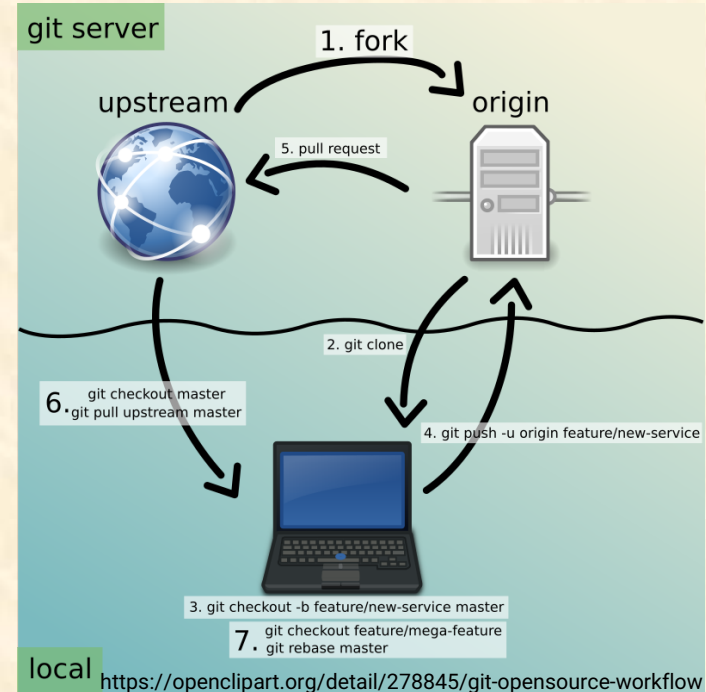 git server
1. fork
upstream
origin
5. pull request
2. git clone
6. git checkout master
git pull upstream master
4. git push -u origin feature/new-service
3. git checkout -b feature/new-service master
7. git checkout feature/mega-feature
git rebase master
local
https://openclipart.org/detail/278845/git-opensource-workflow